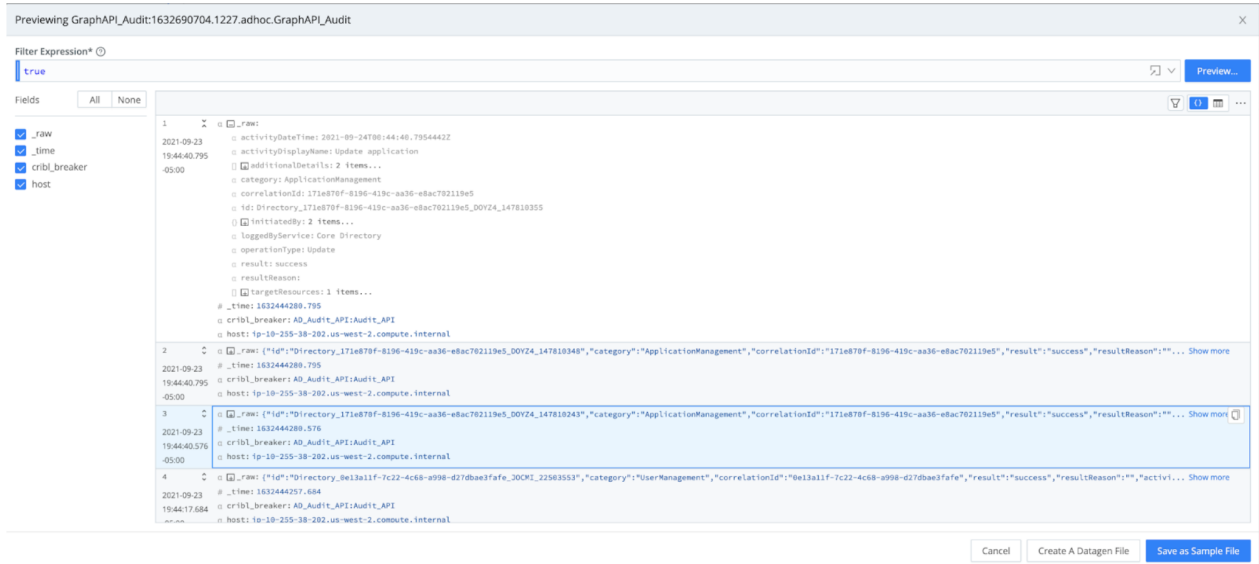 Previewing GraphAPI_Audit:1632690704.1227.adhoc.GraphAPI_Audit
Filter Expression*
true
Preview...
Fields
All None
_raw
_time
cribl_breaker
host
1
2021-09-23
19:44:40.795
-05:00
_raw:
activityDateTime: 2021-09-24T00:44:40.7954442Z
activityDisplayName: Update application
additionalDetails: 2 items...
category: ApplicationManagement
correlationId: 171e870f-8196-419c-aa36-e8ac702119e5
id: Directory_171e870f-8196-419c-aa36-e8ac702119e5_DOYZ4_147810355
initiatedBy: 2 items...
loggedByService: Core Directory
operationType: Update
result: success
resultReason:
targetResources: 1 items...
# _time: 1632444280.795
cribl_breaker: AD_Audit_API:Audit_API
host: ip-10-255-38-202.us-west-2.compute.internal
2
2021-09-23
19:44:40.795
-05:00
_raw: {"id":"Directory_171e870f-8196-419c-aa36-e8ac702119e5_DOYZ4_147810348","category":"ApplicationManagement","correlationId":"171e870f-8196-419c-aa36-e8ac702119e5","result":"success","resultReason":""... Show more
# _time: 1632444280.795
cribl_breaker: AD_Audit_API:Audit_API
host: ip-10-255-38-202.us-west-2.compute.internal
3
2021-09-23
19:44:40.576
-05:00
_raw: {"id":"Directory_171e870f-8196-419c-aa36-e8ac702119e5_DOYZ4_147810243","category":"ApplicationManagement","correlationId":"171e870f-8196-419c-aa36-e8ac702119e5","result":"success","resultReason":""... Show more
# _time: 1632444280.576
cribl_breaker: AD_Audit_API:Audit_API
host: ip-10-255-38-202.us-west-2.compute.internal
4
2021-09-23
19:44:17.684
_raw: {"id":"Directory_0e13a11f-7c22-4c68-a998-d27dbae3fafe_JOCMI_22503553","category":"UserManagement","correlationId":"0e13a11f-7c22-4c68-a998-d27dbae3fafe","result":"success","resultReason":"","activi... Show more
# _time: 1632444257.684
cribl_breaker: AD_Audit_API:Audit_API
host: ip-10-255-38-202.us-west-2.compute.internal
Cancel
Create A Datagen File
Save as Sample File